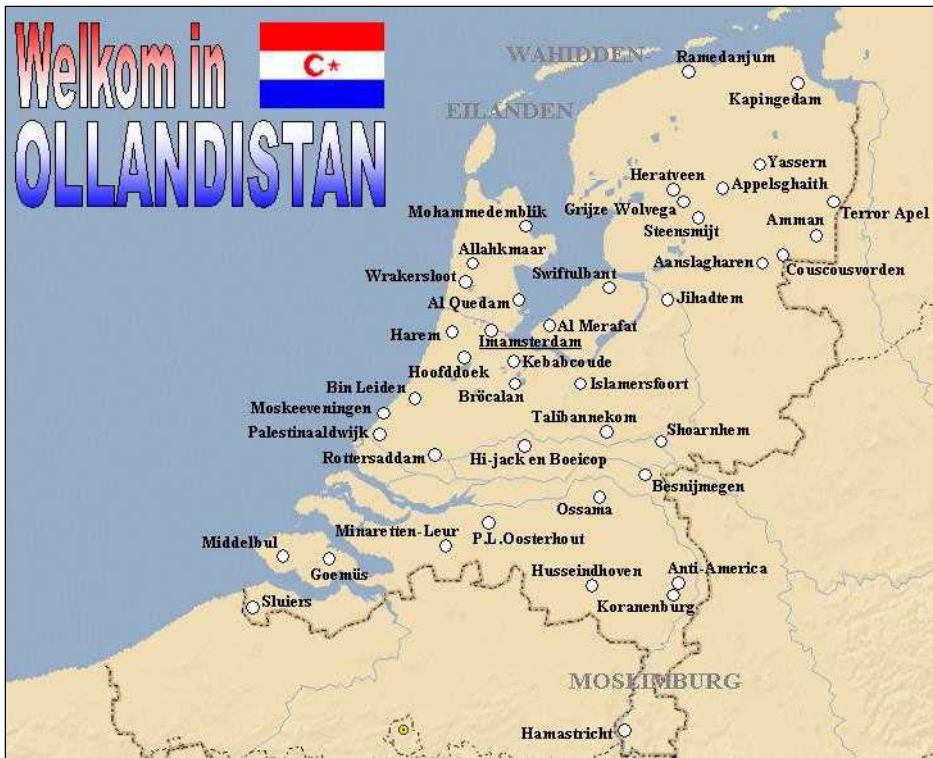 Welkom in
OLLANDISTAN
WAHIDDEN-
EILANDEN
Ramedanjum
Kapingedam
Yassern
Heratveen
Appelsghaith
Grijze Wolvega
Terror Apel
Mohammedemblik
Steensmijt
Amman
Allahkmaar
Aanslagharen
Couscousvorden
Wrakersloot
Swiftulbant
Al Quedam
Jihadtem
Al Merafat
Harem
Imamsterdam
Kebabcoude
Hoofddoek
Islamersfoort
Bin Leiden
Bröcalan
Moskeeveningen
Talibannekom
Palestinaaldwijk
Shoarnhem
Rottersaddam
Hi-jack en Boeicop
Besnijmegen
Ossama
Minaretten-Leur
P.L.Oosterhout
Middelbul
Goemüs
Husseindhoven
Anti-America
Sluiers
Koranenburg
MOSLIMBURG
Hamastricht